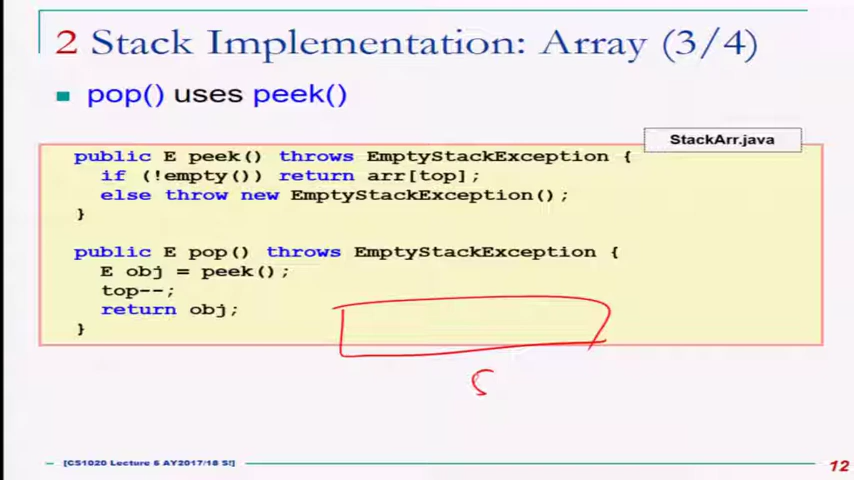 2 Stack Implementation: Array (3/4)
pop() uses peek()
StackArr.java
public E peek() throws EmptyStackException {
if (!empty()) return arr[top];
else throw new EmptyStackException();
}
public E pop() throws EmptyStackException {
E obj = peek();
top--;
return obj;
}
[CS1020 Lecture 6 AY2017/18 S!]
12